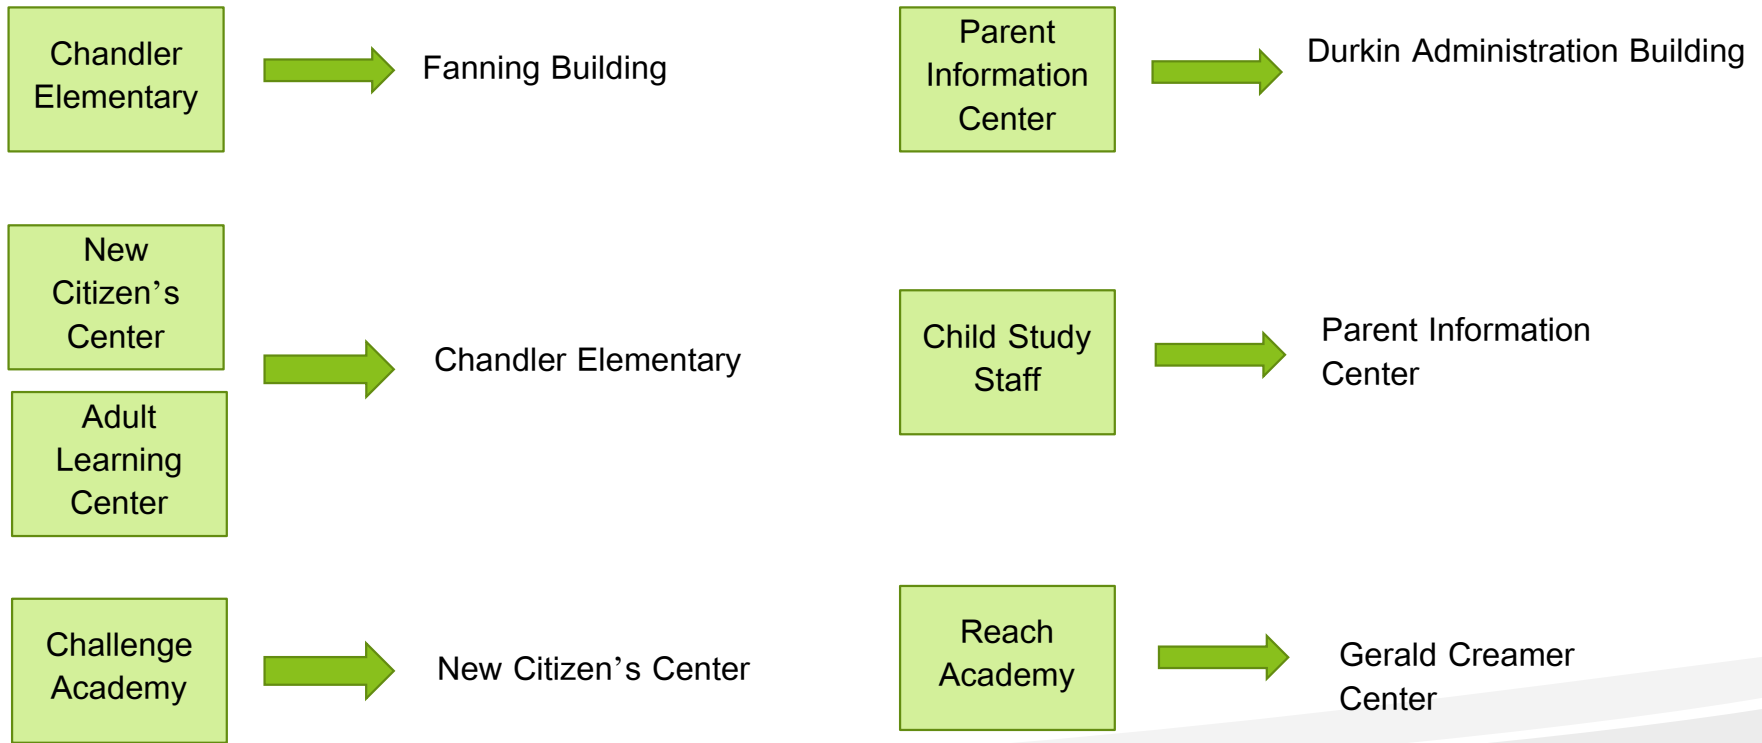 Chandler
Elementary
Fanning Building
New
Citizen’s
Center
Adult
Learning
Center
Chandler Elementary
Challenge
Academy
New Citizen’s Center
Parent
Information
Center
Durkin Administration Building
Child Study
Staff
Parent Information
Center
Reach
Academy
Gerald Creamer
Center